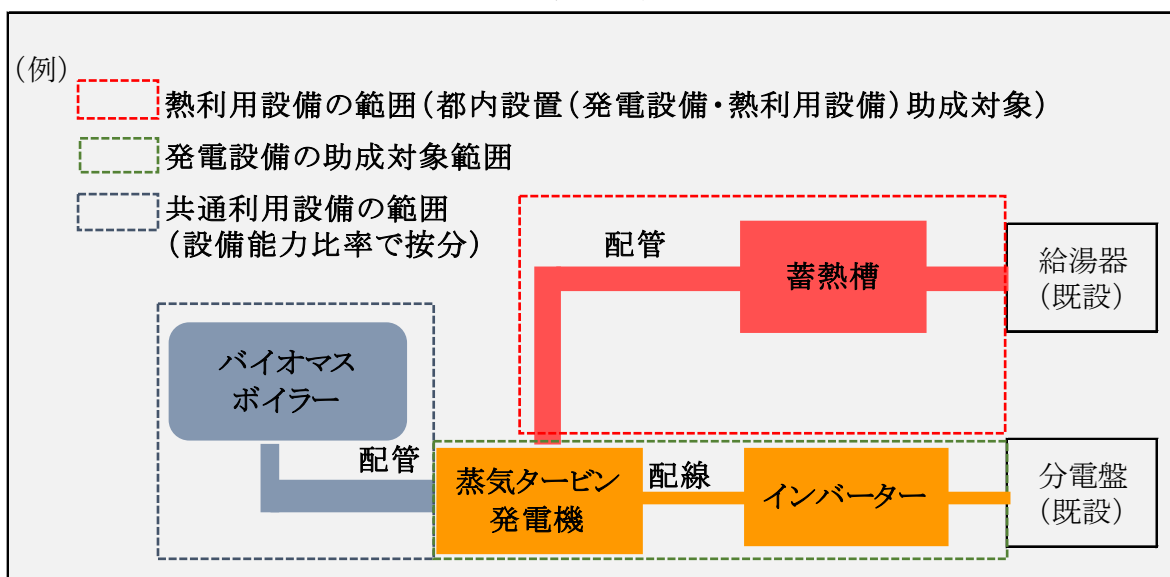 (例)
熱利用設備の範囲(都内設置(発電設備・熱利用設備)助成対象)
発電設備の助成対象範囲
共通利用設備の範囲
(設備能力比率で按分)
配管
蓄熱槽
給湯器
(既設)
バイオマス
ボイラー
配管
蒸気タービン
発電機
配線
インバーター
分電盤
(既設)